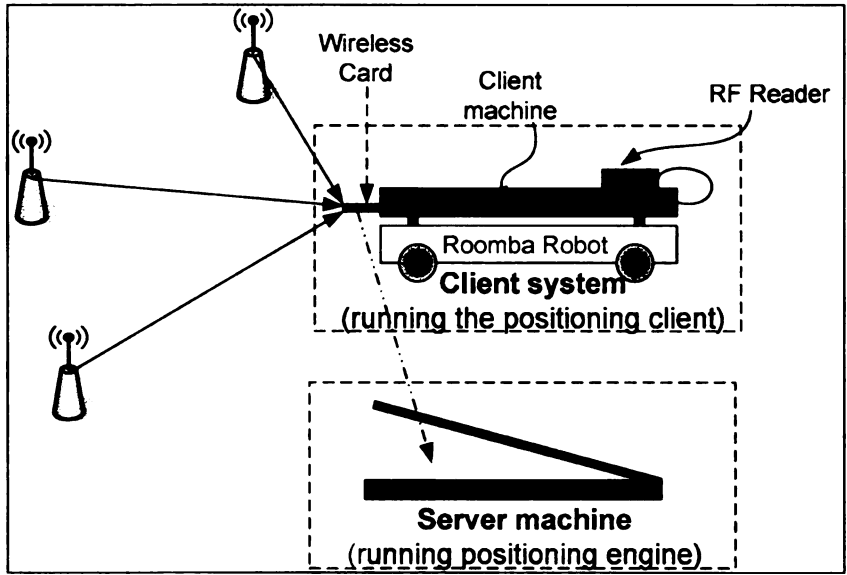 Wireless
Card
Client
machine
RF Reader
Roomba Robot
Client system
(running the positioning client)
Server machine
(running positioning engine)